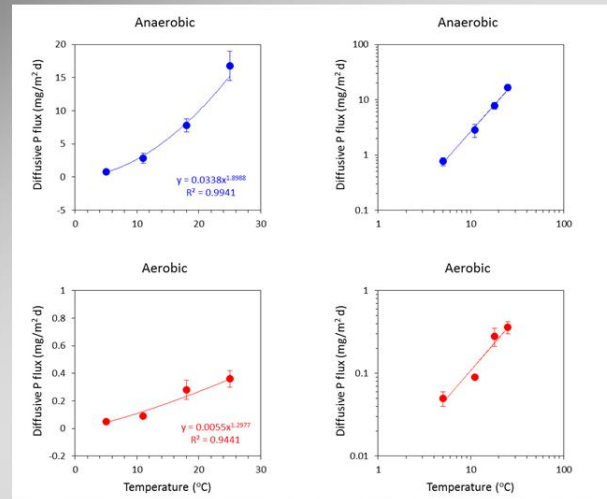 Anaerobic
Diffusive P flux (mg/m² d)
20
15
10
5
0
-5
0
10
20
30
y = 0.0338x^1.8988
R² = 0.9941
Anaerobic
Diffusive P flux (mg/m² d)
100
10
1
0.1
1
10
100
Aerobic
Diffusive P flux (mg/m² d)
1
0.8
0.6
0.4
0.2
0
-0.2
0
10
20
30
y = 0.0055x^1.2977
R² = 0.9441
Temperature (°C)
Aerobic
Diffusive P flux (mg/m² d)
1
0.1
0.01
1
10
100
Temperature (°C)